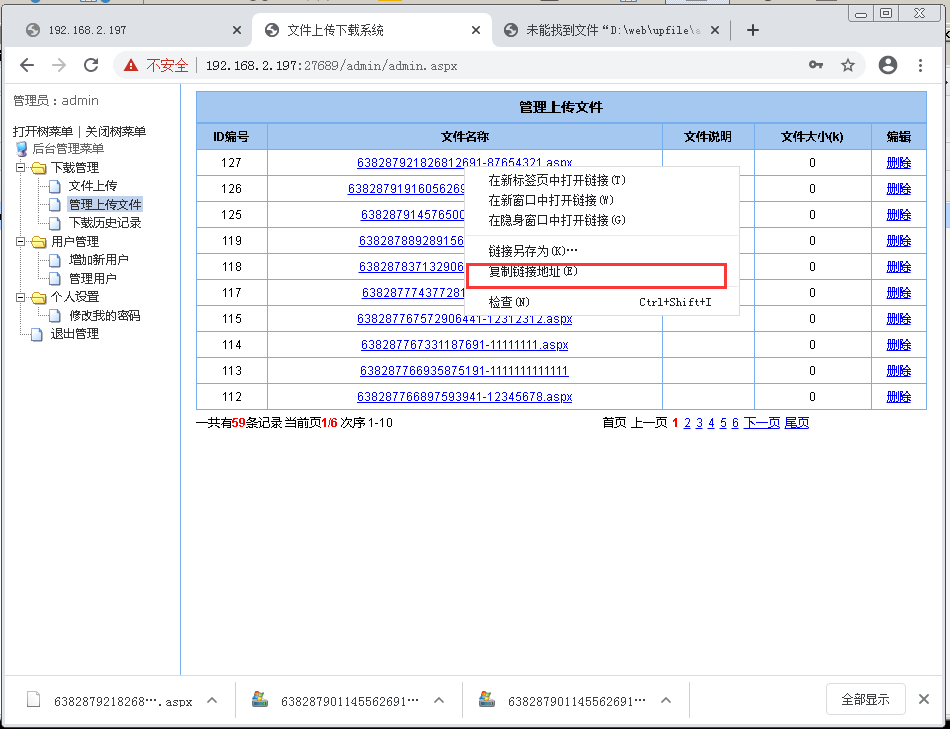 192.168.2.197
文件上传下载系统
未能找到文件“D:\web\upfile\
不安全
192.168.2.197:27689/admin/admin.aspx
管理员：admin
打开树菜单 | 关闭树菜单
后台管理菜单
下载管理
文件上传
管理上传文件
下载历史记录
用户管理
增加新用户
管理用户
个人设置
修改我的密码
退出管理
管理上传文件
ID编号 文件名称 文件说明 文件大小(k) 编辑
127 638287921826812691-87654321.aspx 0 删除
126 63828791916056269 0 删除
125 638287914576500 0 删除
119 638287889289156 0 删除
118 638287837132906 0 删除
117 63828777437728 0 删除
115 638287767572906441-12312312.aspx 0 删除
114 638287767331187691-11111111.aspx 0 删除
113 638287766935875191-1111111111111 0 删除
112 638287766897593941-12345678.aspx 0 删除
在新标签页中打开链接(T)
在新窗口中打开链接(W)
在隐身窗口中打开链接(G)
链接另存为(K)…
复制链接地址(E)
检查(N) Ctrl+Shift+I
一共有59条记录 当前页1/6 次序 1-10
首页 上一页 1 2 3 4 5 6 下一页 尾页
6382879218268….aspx
638287901145562691…
638287901145562691…
全部显示